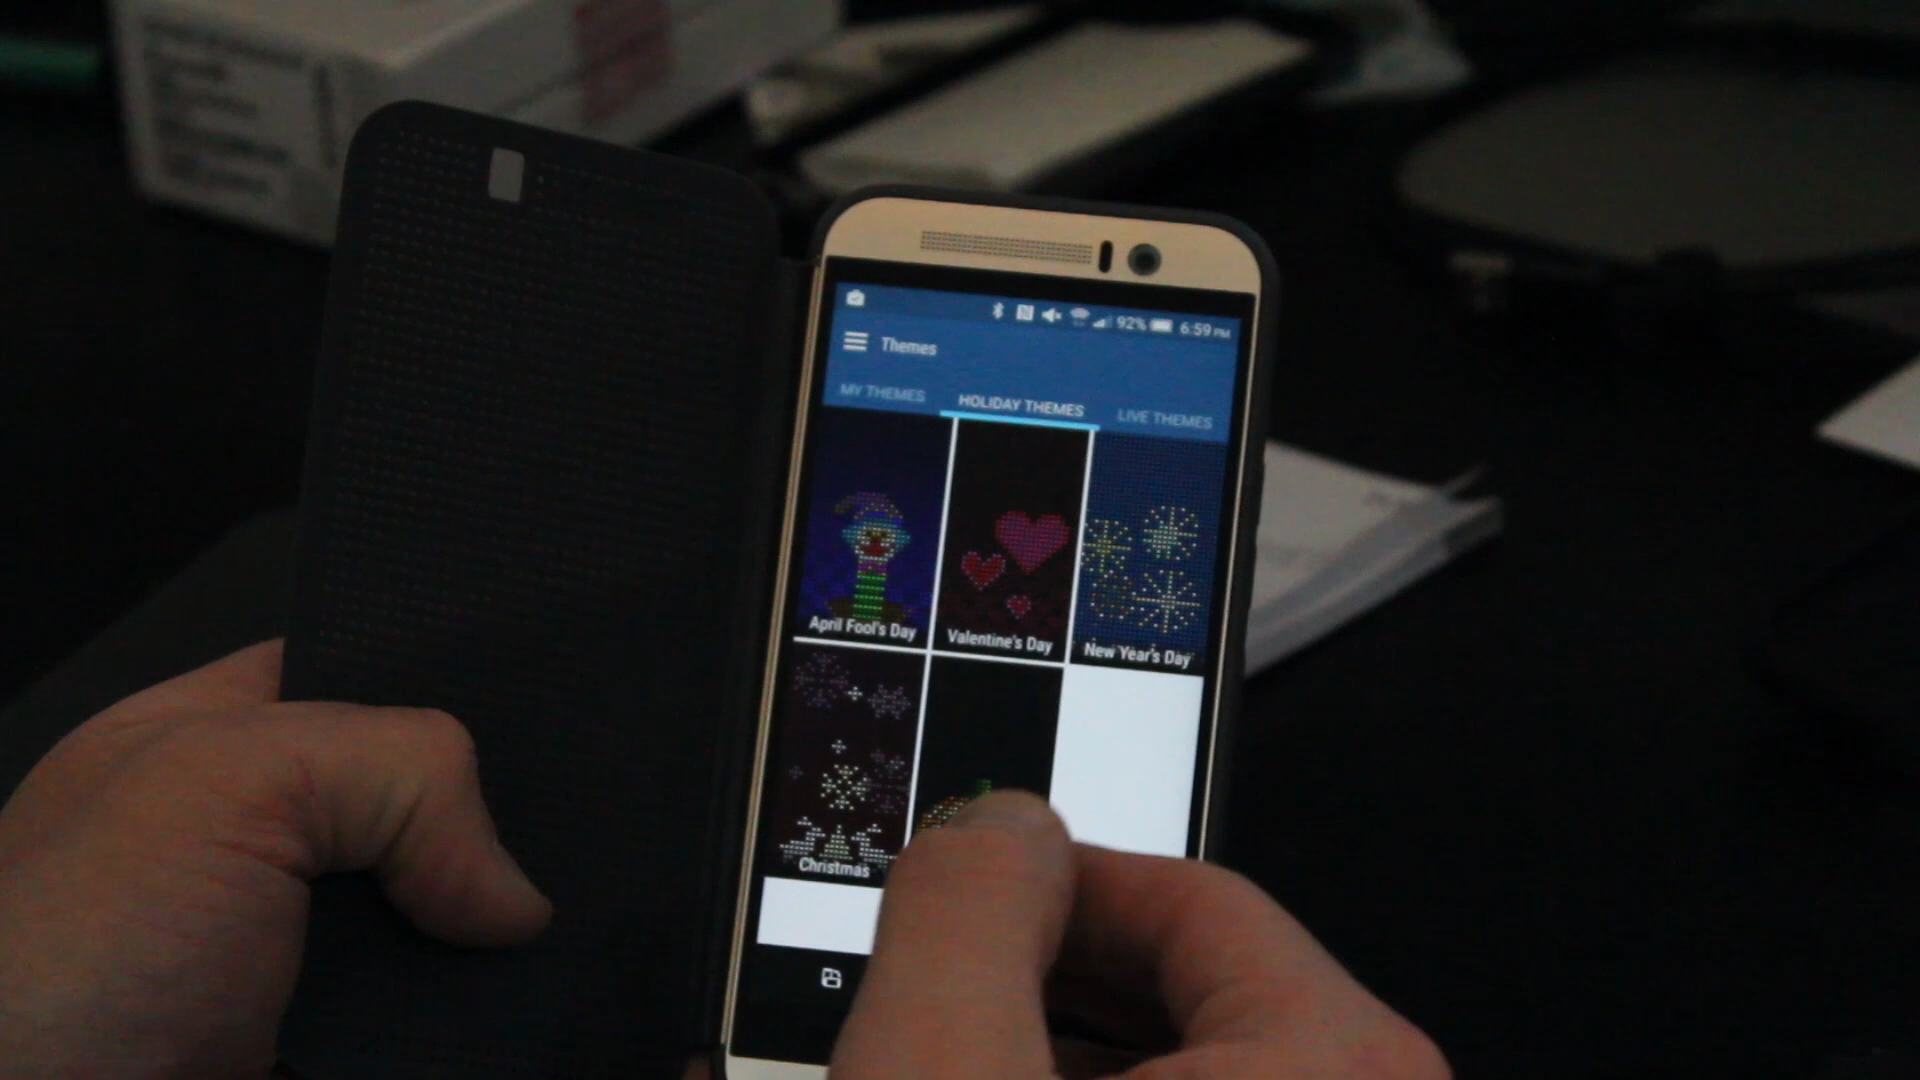 92% 6:59 PM
Themes
MY THEMES HOLIDAY THEMES LIVE THEMES
April Fool's Day Valentine's Day New Year's Day
Christmas